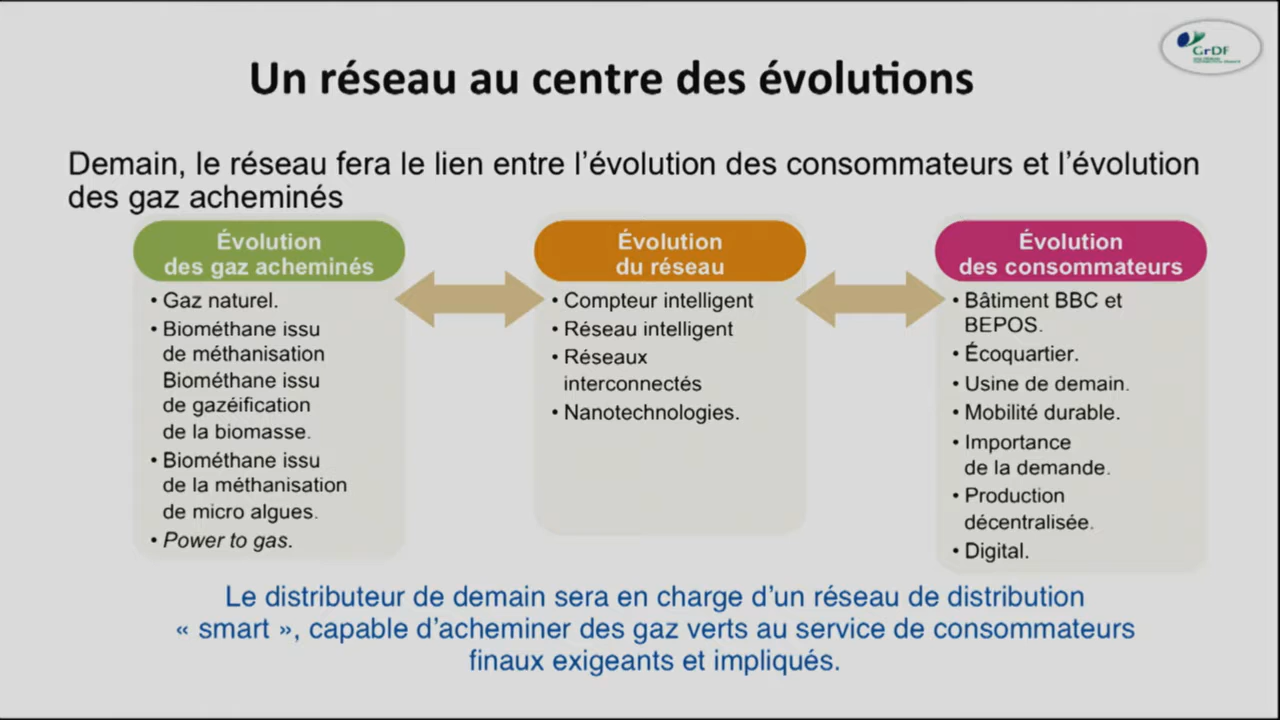 GrDF
Un réseau au centre des évolutions
Demain, le réseau fera le lien entre l’évolution des consommateurs et l’évolution
des gaz acheminés
Évolution
des gaz acheminés
• Gaz naturel.
• Biométhane issu
de méthanisation
Biométhane issu
de gazéification
de la biomasse.
• Biométhane issu
de la méthanisation
de micro algues.
• Power to gas.
Évolution
du réseau
• Compteur intelligent
• Réseau intelligent
• Réseaux
interconnectés
• Nanotechnologies.
Évolution
des consommateurs
• Bâtiment BBC et
BEPOS.
• Écoquartier.
• Usine de demain.
• Mobilité durable.
• Importance
de la demande.
• Production
décentralisée.
• Digital.
Le distributeur de demain sera en charge d’un réseau de distribution
« smart », capable d’acheminer des gaz verts au service de consommateurs
finaux exigeants et impliqués.